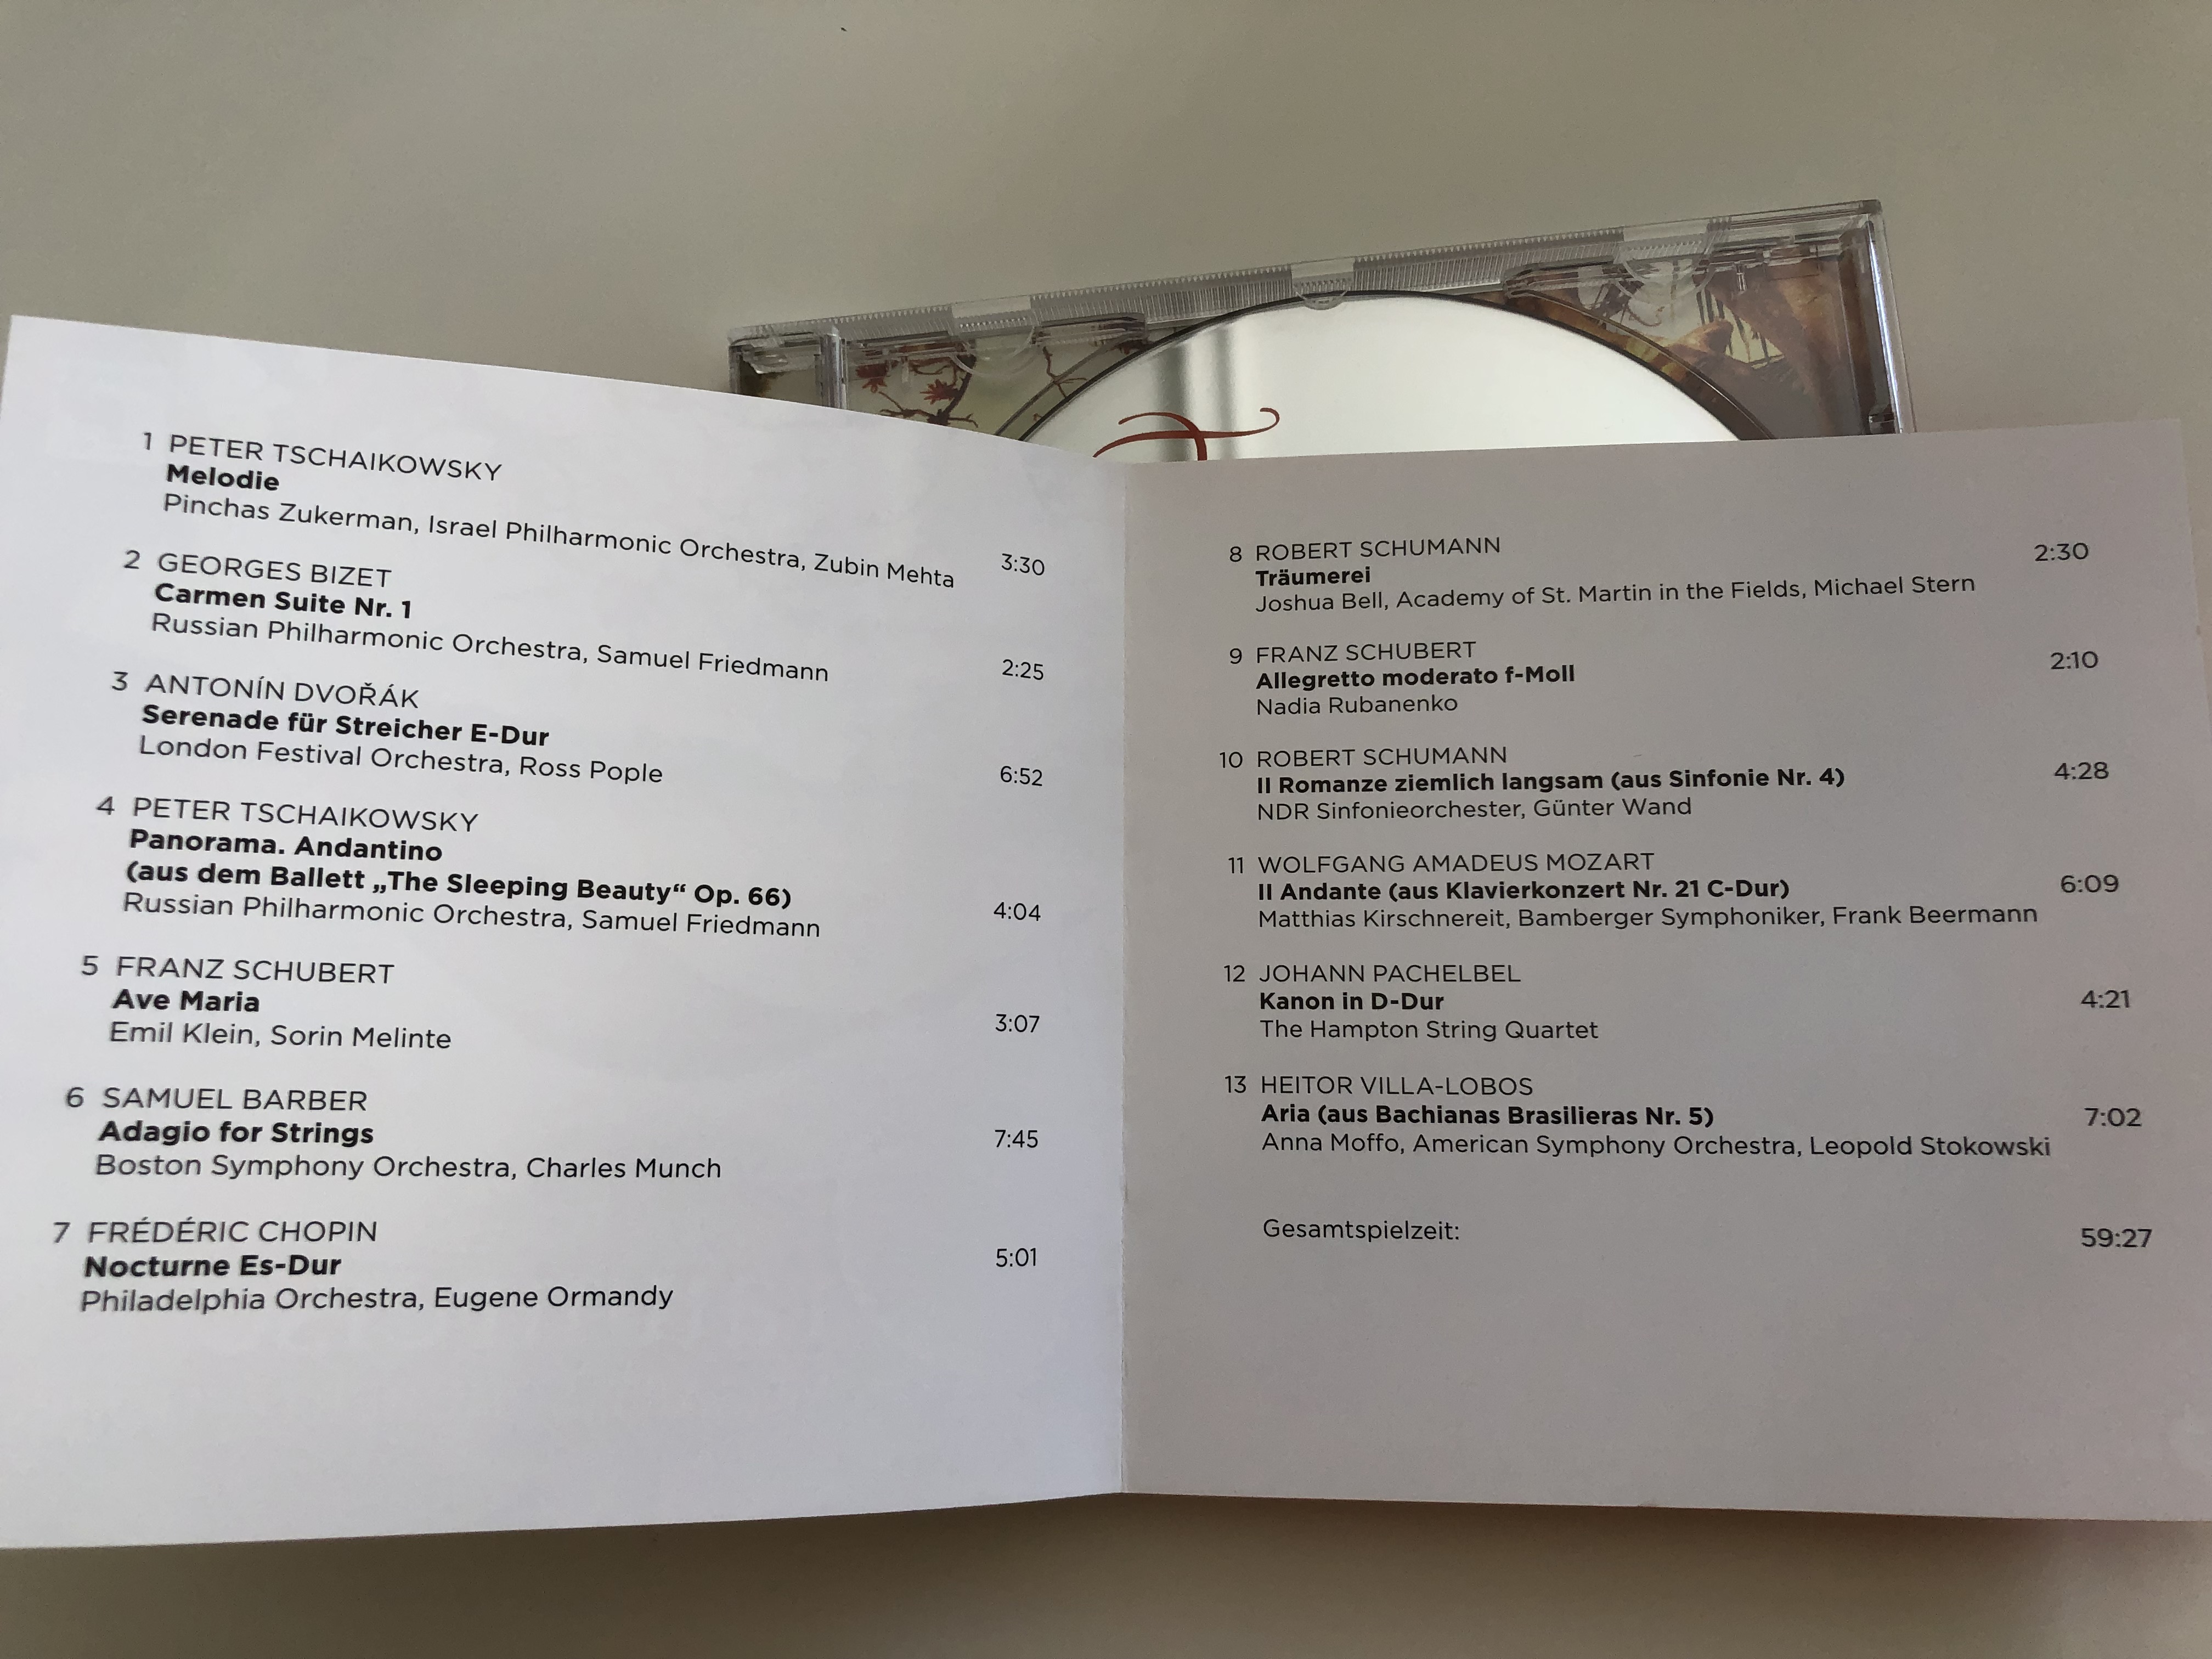 1 PETER TSCHAIKOWSKY
Melodie
Pinchas Zukerman, Israel Philharmonic Orchestra, Zubin Mehta 3:30
2 GEORGES BIZET
Carmen Suite Nr. 1
Russian Philharmonic Orchestra, Samuel Friedmann 2:25
3 ANTONÍN DVOŘÁK
Serenade für Streicher E-Dur
London Festival Orchestra, Ross Pople 6:52
4 PETER TSCHAIKOWSKY
Panorama. Andantino
(aus dem Ballett „The Sleeping Beauty“ Op. 66)
Russian Philharmonic Orchestra, Samuel Friedmann 4:04
5 FRANZ SCHUBERT
Ave Maria
Emil Klein, Sorin Melinte 3:07
6 SAMUEL BARBER
Adagio for Strings
Boston Symphony Orchestra, Charles Munch 7:45
7 FRÉDÉRIC CHOPIN
Nocturne Es-Dur
Philadelphia Orchestra, Eugene Ormandy 5:01
8 ROBERT SCHUMANN 2:30
Träumerei
Joshua Bell, Academy of St. Martin in the Fields, Michael Stern
9 FRANZ SCHUBERT 2:10
Allegretto moderato f-Moll
Nadia Rubanenko
10 ROBERT SCHUMANN 4:28
II Romanze ziemlich langsam (aus Sinfonie Nr. 4)
NDR Sinfonieorchester, Günter Wand
11 WOLFGANG AMADEUS MOZART
II Andante (aus Klavierkonzert Nr. 21 C-Dur) 6:09
Matthias Kirschnereit, Bamberger Symphoniker, Frank Beermann
12 JOHANN PACHELBEL
Kanon in D-Dur 4:21
The Hampton String Quartet
13 HEITOR VILLA-LOBOS
Aria (aus Bachianas Brasilieras Nr. 5) 7:02
Anna Moffo, American Symphony Orchestra, Leopold Stokowski
Gesamtspielzeit: 59:27